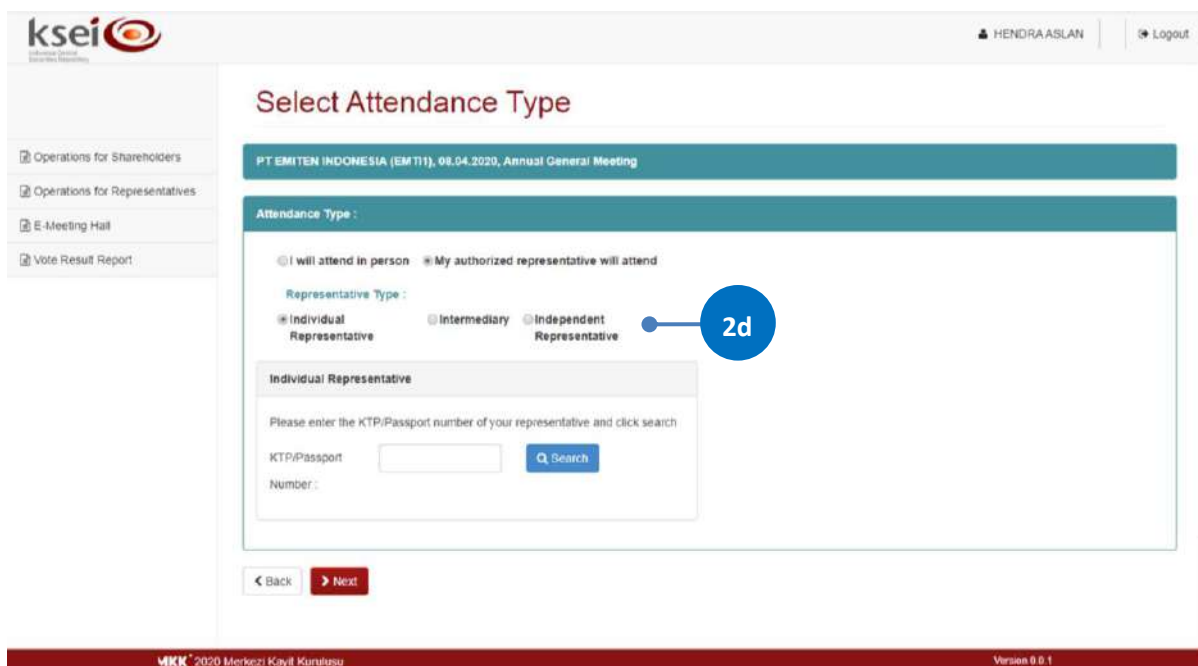 ksei
HENDRA ASLAN
Logout
Select Attendance Type
Operations for Shareholders
Operations for Representatives
E-Meeting Hall
Vote Result Report
PT EMITEN INDONESIA (EMTI1), 08.04.2020, Annual General Meeting
Attendance Type :
I will attend in person My authorized representative will attend
Representative Type :
Individual Representative
Intermediary
Independent Representative
2d
Individual Representative
Please enter the KTP/Passport number of your representative and click search
KTP/Passport
Number :
Search
Back
Next
MKK 2020 Merkezi Kayit Kurulusu
Version 0.0.1